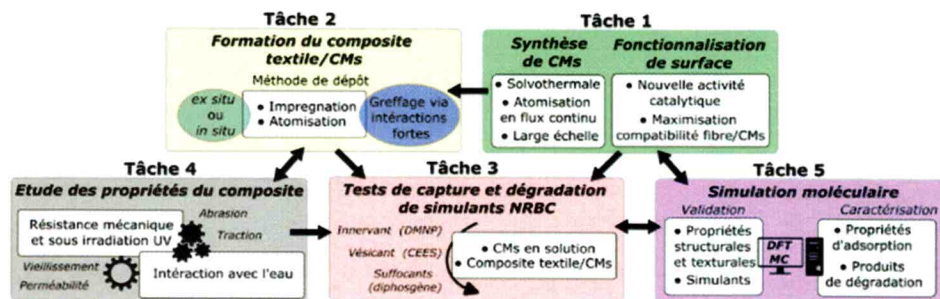 Tâche 2
Formation du composite
textile/CMs
Méthode de dépôt
ex situ
ou
in situ
• Impregnation
• Atomisation
Greffage via
intéractions
fortes
Tâche 1
Synthèse
de CMs
• Solvothermale
• Atomisation
en flux continu
• Large échelle
Fonctionnalisation
de surface
• Nouvelle activité
catalytique
• Maximisation
compatibilité fibre/CMs
Tâche 4
Etude des propriétés du composite
Résistance mécanique
et sous irradiation UV
Abrasion
Traction
Vieillissement
Perméabilité
Intéraction avec l'eau
Tâche 3
Tests de capture et dégradation
de simulants NRBC
Innervant (DMNP)
Vésicant (CEES)
Suffocants
(diphosgène)
• CMs en solution
• Composite textile/CMs
Tâche 5
Simulation moléculaire
Validation
• Propriétés
structurales
et texturales
• Simulants
DFT
MC
Caractérisation
• Propriétés
d'adsorption
• Produits
de dégradation